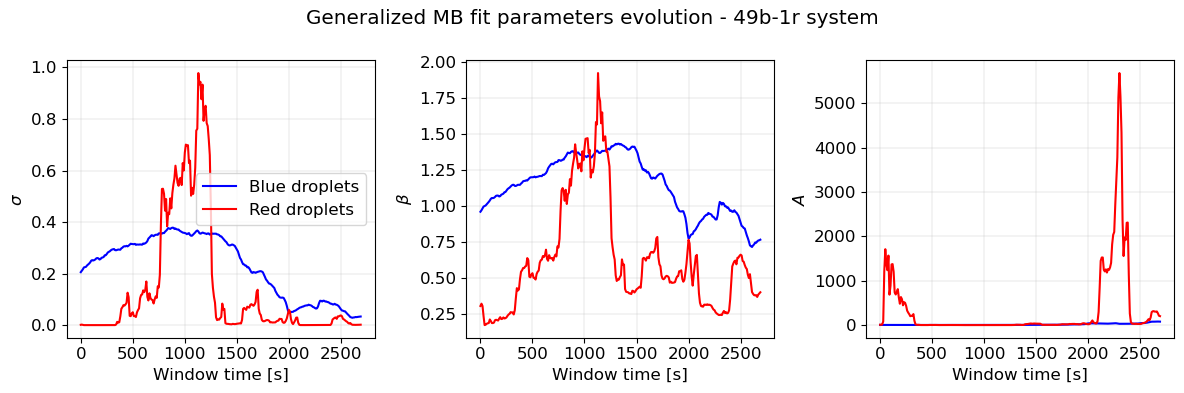 Generalized MB fit parameters evolution - 49b-1r system
σ
1.0
0.8
0.6
0.4
0.2
0.0
Blue droplets
Red droplets
0 500 1000 1500 2000 2500
Window time [s]
β
2.00
1.75
1.50
1.25
1.00
0.75
0.50
0.25
0 500 1000 1500 2000 2500
Window time [s]
A
5000
4000
3000
2000
1000
0
0 500 1000 1500 2000 2500
Window time [s]